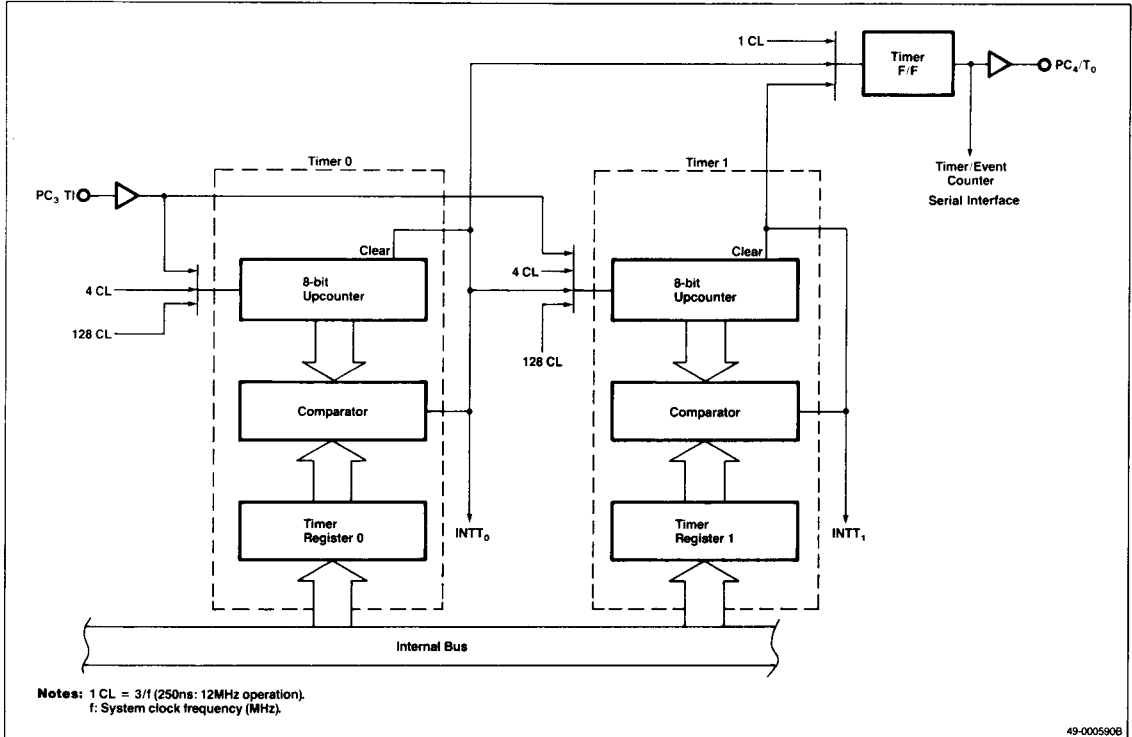 1 CL
Timer
F/F
PC₄/T₀
Timer/Event
Counter
Serial Interface
Timer 0
Timer 1
PC₃ TI
Clear
Clear
8-bit
Upcounter
4 CL
8-bit
Upcounter
4 CL
128 CL
128 CL
Comparator
Comparator
Timer
Register 0
INTT₀
Timer
Register 1
INTT₁
Internal Bus
Notes: 1 CL = 3/f (250ns: 12MHz operation).
f: System clock frequency (MHz).
49-000590B